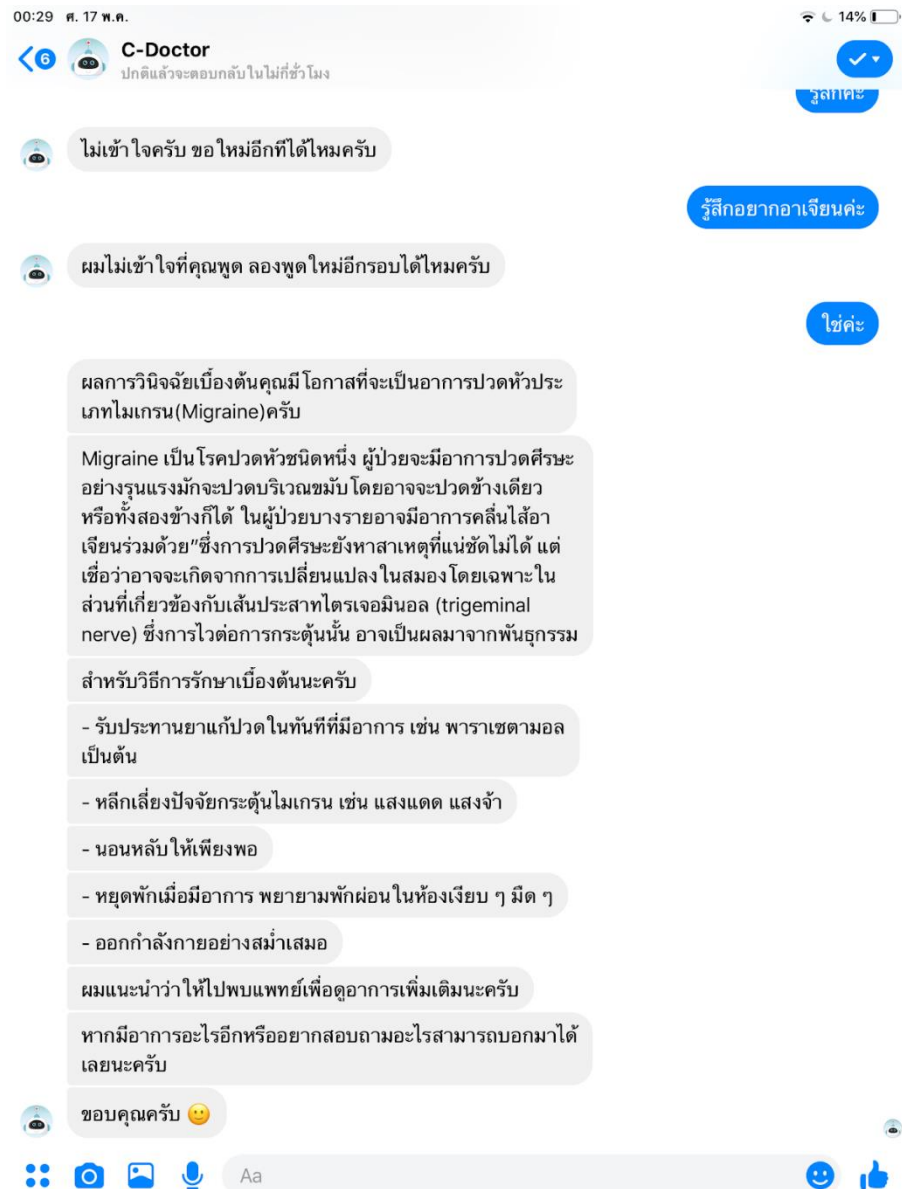 00:29 ศ. 17 พ.ค.
14%
6
C-Doctor
ปกติแล้วจะตอบกลับในไม่กี่ชั่วโมง
รู้สึกค่ะ
ไม่เข้าใจครับ ขอใหม่อีกทีได้ไหมครับ
รู้สึกอยากอาเจียนค่ะ
ผมไม่เข้าใจที่คุณพูด ลองพูดใหม่อีกรอบได้ไหมครับ
ใช่ค่ะ
ผลการวินิจฉัยเบื้องต้นคุณมีโอกาสที่จะเป็นอาการปวดหัวประ
เภทไมเกรน(Migraine)ครับ
Migraine เป็นโรคปวดหัวชนิดหนึ่ง ผู้ป่วยจะมีอาการปวดศีรษะ
อย่างรุนแรงมักจะปวดบริเวณขมับโดยอาจจะปวดข้างเดียว
หรือทั้งสองข้างก็ได้ ในผู้ป่วยบางรายอาจมีอาการคลื่นไส้อา
เจียนร่วมด้วย"ซึ่งการปวดศีรษะยังหาสาเหตุที่แน่ชัดไม่ได้ แต่
เชื่อว่าอาจจะเกิดจากการเปลี่ยนแปลงในสมองโดยเฉพาะใน
ส่วนที่เกี่ยวข้องกับเส้นประสาทไตรเจอมินอล (trigeminal
nerve) ซึ่งการไวต่อการกระตุ้นนั้น อาจเป็นผลมาจากพันธุกรรม
สำหรับวิธีการรักษาเบื้องต้นนะครับ
- รับประทานยาแก้ปวดในทันทีที่มีอาการ เช่น พาราเซตามอล
เป็นต้น
- หลีกเลี่ยงปัจจัยกระตุ้นไมเกรน เช่น แสงแดด แสงจ้า
- นอนหลับให้เพียงพอ
- หยุดพักเมื่อมีอาการ พยายามพักผ่อนในห้องเงียบ ๆ มืด ๆ
- ออกกำลังกายอย่างสม่ำเสมอ
ผมแนะนำว่าให้ไปพบแพทย์เพื่อดูอาการเพิ่มเติมนะครับ
หากมีอาการอะไรอีกหรืออยากสอบถามอะไรสามารถบอกมาได้
เลยนะครับ
ขอบคุณครับ 🙂
Aa